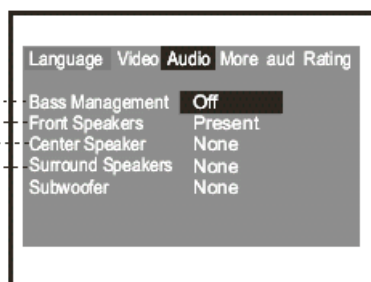 Language Video Audio More aud Rating
Bass Management Off
Front Speakers Present
Center Speaker None
Surround Speakers None
Subwoofer None